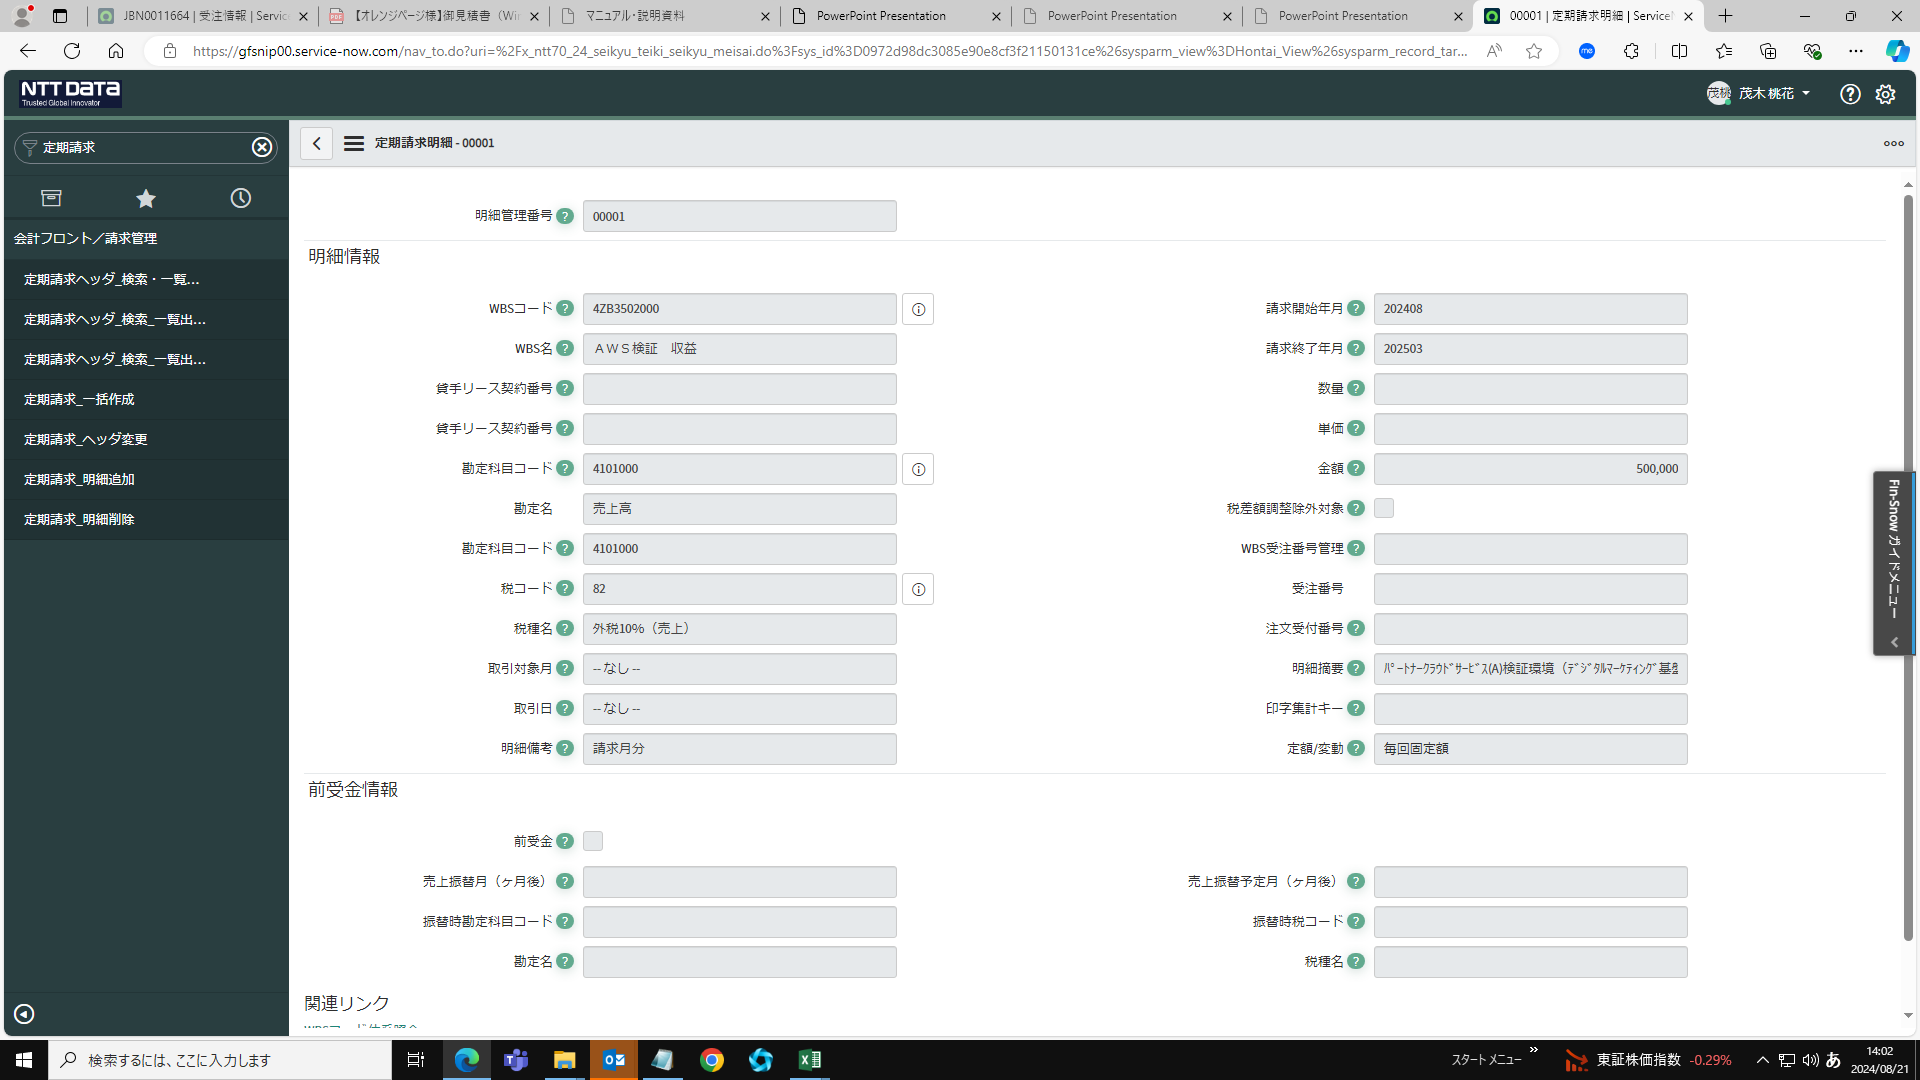 JBN0011664 | 受注情報 | Service
【オレンジページ様】御見積書（Win
マニュアル・説明資料
PowerPoint Presentation
PowerPoint Presentation
PowerPoint Presentation
00001 | 定期請求明細 | ServiceN
https://gfsnip00.service-now.com/nav_to.do?uri=%2Fx_ntt70_24_seikyu_teiki_seikyu_meisai.do%3Fsys_id%3D0972d98dc3085e90e8cf3f21150131ce%26sysparm_view%3DHontai_View%26sysparm_record_tar...
NTT DATA
Trusted Global Innovator
茂桃 茂木 桃花
定期請求
定期請求明細 - 00001
会計フロント／請求管理
定期請求ヘッダ_検索・一覧...
定期請求ヘッダ_検索_一覧出...
定期請求ヘッダ_検索_一覧出...
定期請求_一括作成
定期請求_ヘッダ変更
定期請求_明細追加
定期請求_明細削除
明細管理番号 ? 00001
明細情報
WBSコード ? 4ZB3502000
請求開始年月 ? 202408
WBS名 ? ＡＷＳ検証　収益
請求終了年月 ? 202503
貸手リース契約番号 ?
数量 ?
貸手リース契約番号 ?
単価 ?
勘定科目コード ? 4101000
金額 ? 500,000
勘定名 売上高
税差額調整除外対象 ?
勘定科目コード ? 4101000
WBS受注番号管理 ?
税コード ? 82
受注番号
税種名 ? 外税10%（売上）
注文受付番号 ?
取引対象月 ? -- なし --
明細摘要 ? ﾊﾟｰﾄﾅｰｸﾗｳﾄﾞｻｰﾋﾞｽ(A)検証環境（ﾃﾞｼﾞﾀﾙﾏｰｹﾃｨﾝｸﾞ基盤
取引日 ? -- なし --
印字集計キー ?
明細備考 ? 請求月分
定額/変動 ? 毎回固定額
前受金情報
前受金 ?
売上振替月（ヶ月後） ?
売上振替予定月（ヶ月後） ?
振替時勘定科目コード ?
振替時税コード ?
勘定名 ?
税種名 ?
関連リンク
Fin-Snow ガイドメニュー
検索するには、ここに入力します
スタート メニュー
東証株価指数 -0.29%
あ
14:02
2024/08/21